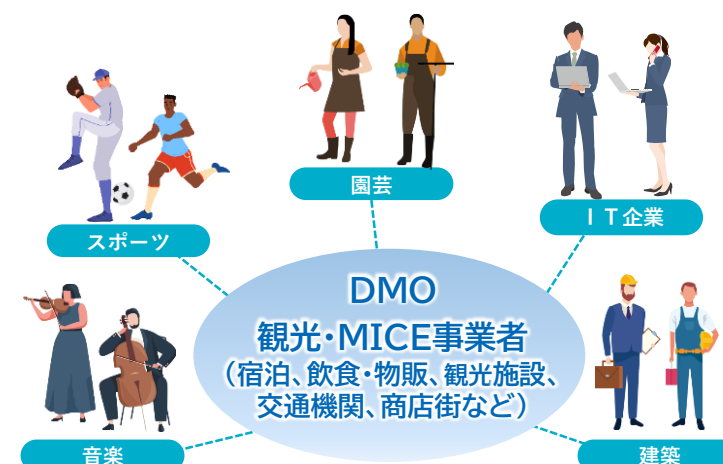 園芸
IT企業
スポーツ
DMO
観光・MICE事業者
（宿泊、飲食・物販、観光施設、
交通機関、商店街など）
音楽
建築